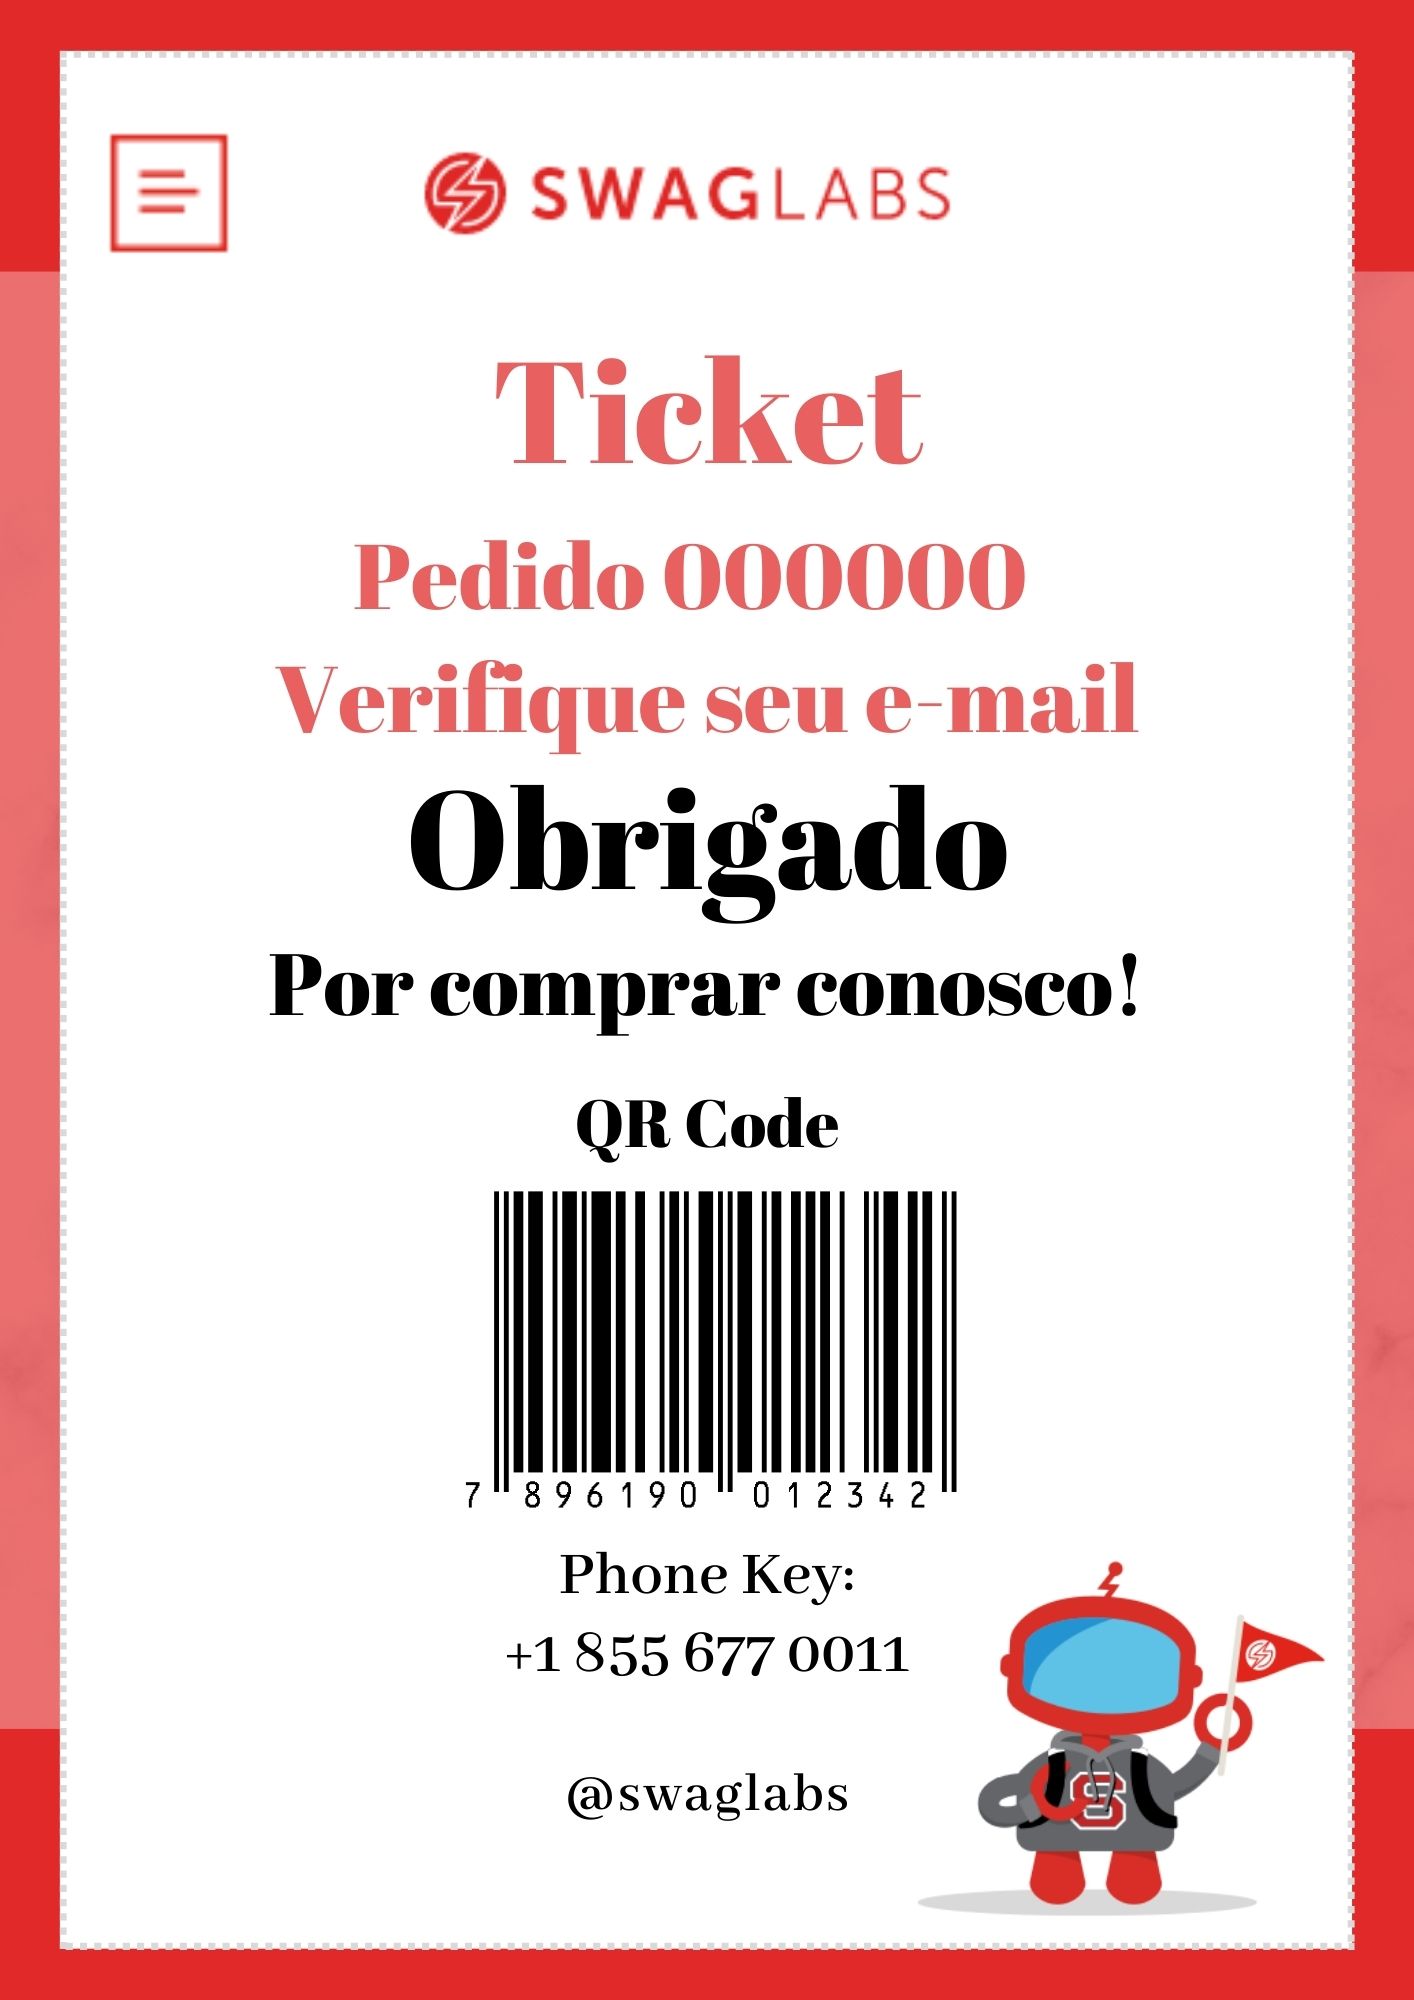 SWAGLABS
Ticket
Pedido 000000
Verifique seu e-mail
Obrigado
Por comprar conosco!
QR Code
7 896190 012342
Phone Key:
+1 855 677 0011
@swaglabs
S